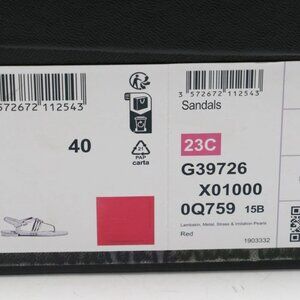 572672 112543
40
21
PAP
carta
3 572672 112543
Sandals
23C
G39726
X01000
0Q759 15B
Lambskin, Metal, Strass & Imitation Pearls
Red
1903332